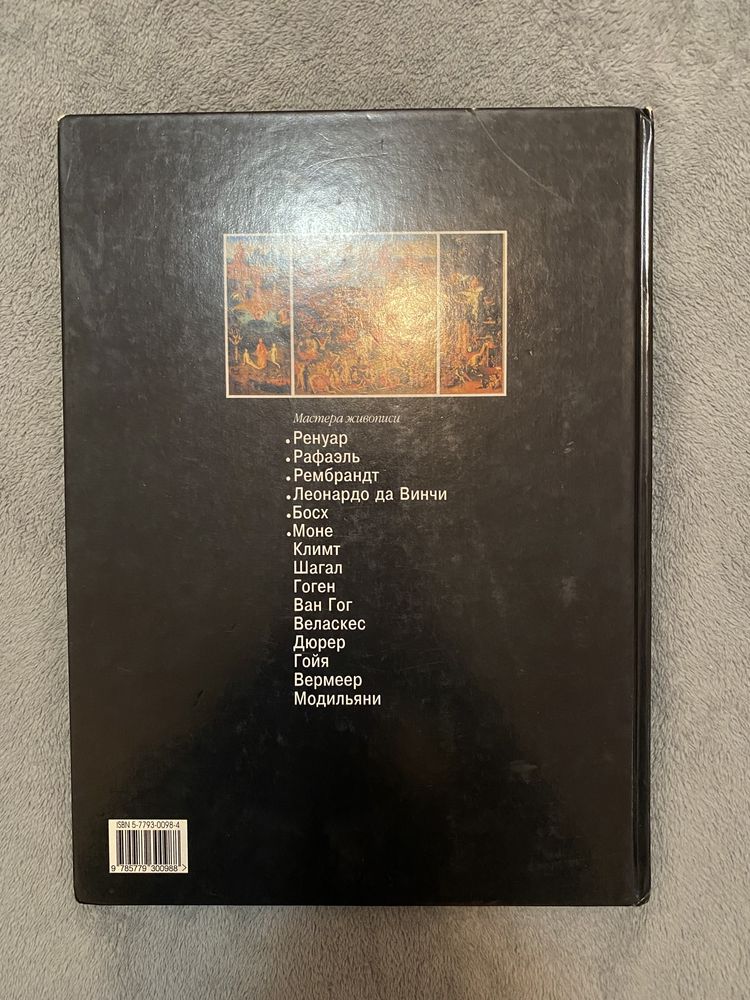 Мастера живописи
• Ренуар
• Рафаэль
• Рембрандт
• Леонардо да Винчи
• Босх
• Моне
Климт
Шагал
Гоген
Ван Гог
Веласкес
Дюрер
Гойя
Вермеер
Модильяни
ISBN 5-7793-0098-4
9 785779 300988 >